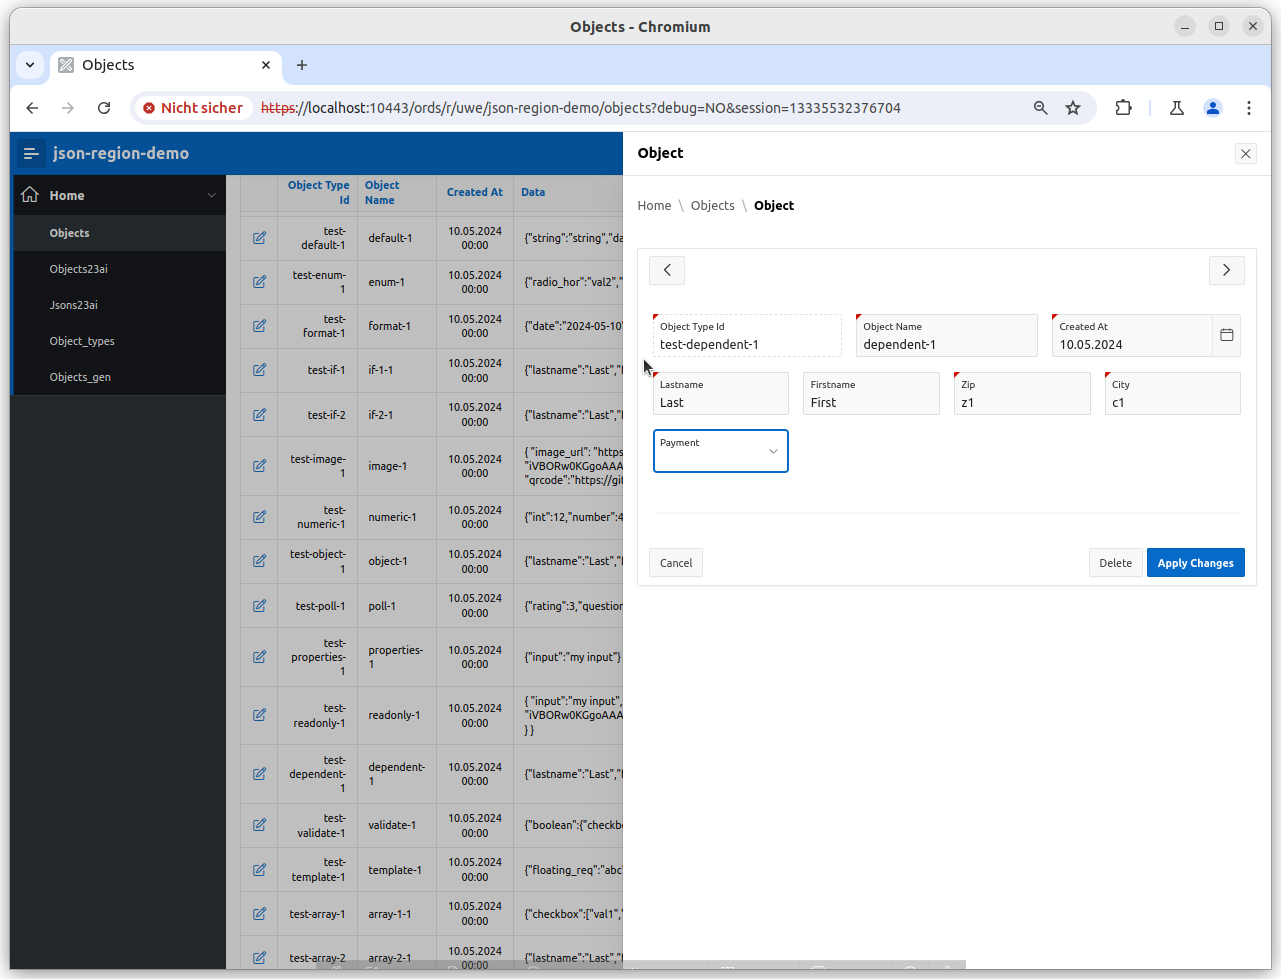 Objects - Chromium
Objects
Nicht sicher https://localhost:10443/ords/r/uwe/json-region-demo/objects?debug=NO&session=13335532376704
json-region-demo
Home
Objects
Objects23ai
Jsons23ai
Object_types
Objects_gen
Object Type Id Object Name Created At Data
test-default-1 default-1 10.05.2024 00:00 {"string":"string","da
test-enum-1 enum-1 10.05.2024 00:00 {"radio_hor":"val2","
test-format-1 format-1 10.05.2024 00:00 {"date":"2024-05-10"
test-if-1 if-1-1 10.05.2024 00:00 {"lastname":"Last","
test-if-2 if-2-1 10.05.2024 00:00 {"lastname":"Last","
test-image-1 image-1 10.05.2024 00:00 { "image_url": "https
"iVBORw0KGgoAAA
"qrcode":"https://git
test-numeric-1 numeric-1 10.05.2024 00:00 {"int":12,"number":4
test-object-1 object-1 10.05.2024 00:00 {"lastname":"Last","
test-poll-1 poll-1 10.05.2024 00:00 {"rating":3,"question
test-properties-1 properties-1 10.05.2024 00:00 {"input":"my input"}
test-readonly-1 readonly-1 10.05.2024 00:00 { "input":"my input",
"iVBORw0KGgoAAA
} }
test-dependent-1 dependent-1 10.05.2024 00:00 {"lastname":"Last","
test-validate-1 validate-1 10.05.2024 00:00 {"boolean":{"checkb
test-template-1 template-1 10.05.2024 00:00 {"floating_req":"abc"
test-array-1 array-1-1 10.05.2024 00:00 {"checkbox":["val1","
test-array-2 array-2-1 10.05.2024 00:00 {"lastname":"Last","
Object
Home \ Objects \ Object
Object Type Id Object Name Created At
test-dependent-1 dependent-1 10.05.2024
Lastname Firstname Zip City
Last First z1 c1
Payment
Cancel Delete Apply Changes